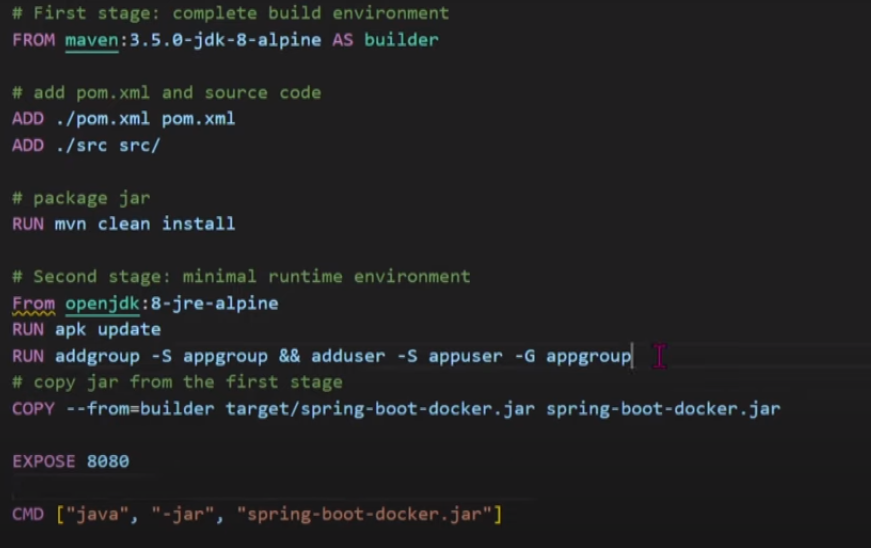 # First stage: complete build environment
FROM maven:3.5.0-jdk-8-alpine AS builder
# add pom.xml and source code
ADD ./pom.xml pom.xml
ADD ./src src/
# package jar
RUN mvn clean install
# Second stage: minimal runtime environment
From openjdk:8-jre-alpine
RUN apk update
RUN addgroup -S appgroup && adduser -S appuser -G appgroup
# copy jar from the first stage
COPY --from=builder target/spring-boot-docker.jar spring-boot-docker.jar
EXPOSE 8080
CMD ["java", "-jar", "spring-boot-docker.jar"]